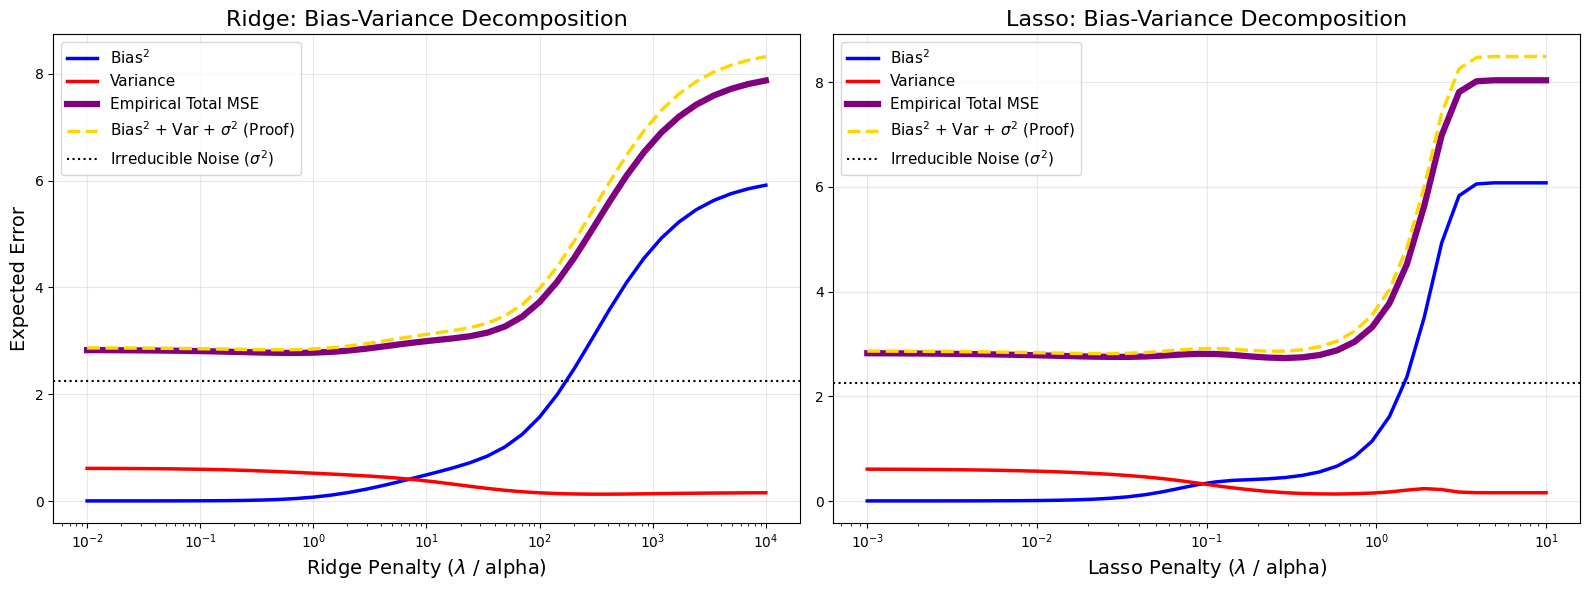 Ridge: Bias-Variance Decomposition
Bias²
Variance
Empirical Total MSE
Bias² + Var + σ² (Proof)
Irreducible Noise (σ²)
Expected Error
8
6
4
2
0
10⁻² 10⁻¹ 10⁰ 10¹ 10² 10³ 10⁴
Ridge Penalty (λ / alpha)
Lasso: Bias-Variance Decomposition
Bias²
Variance
Empirical Total MSE
Bias² + Var + σ² (Proof)
Irreducible Noise (σ²)
8
6
4
2
0
10⁻³ 10⁻² 10⁻¹ 10⁰ 10¹
Lasso Penalty (λ / alpha)